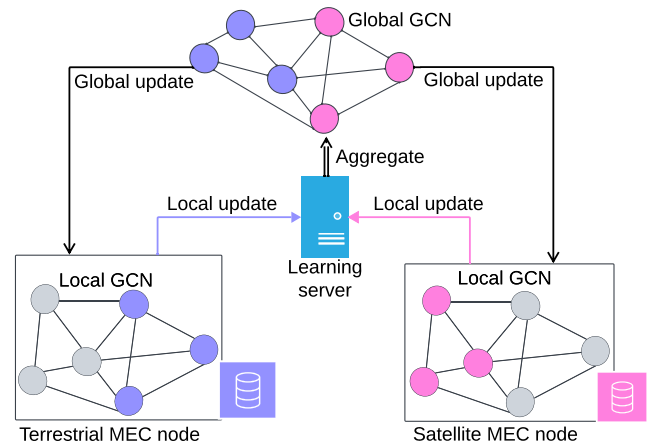 Global GCN
Global update
Global update
Aggregate
Local update
Local update
Learning
server
Local GCN
Local GCN
Terrestrial MEC node
Satellite MEC node